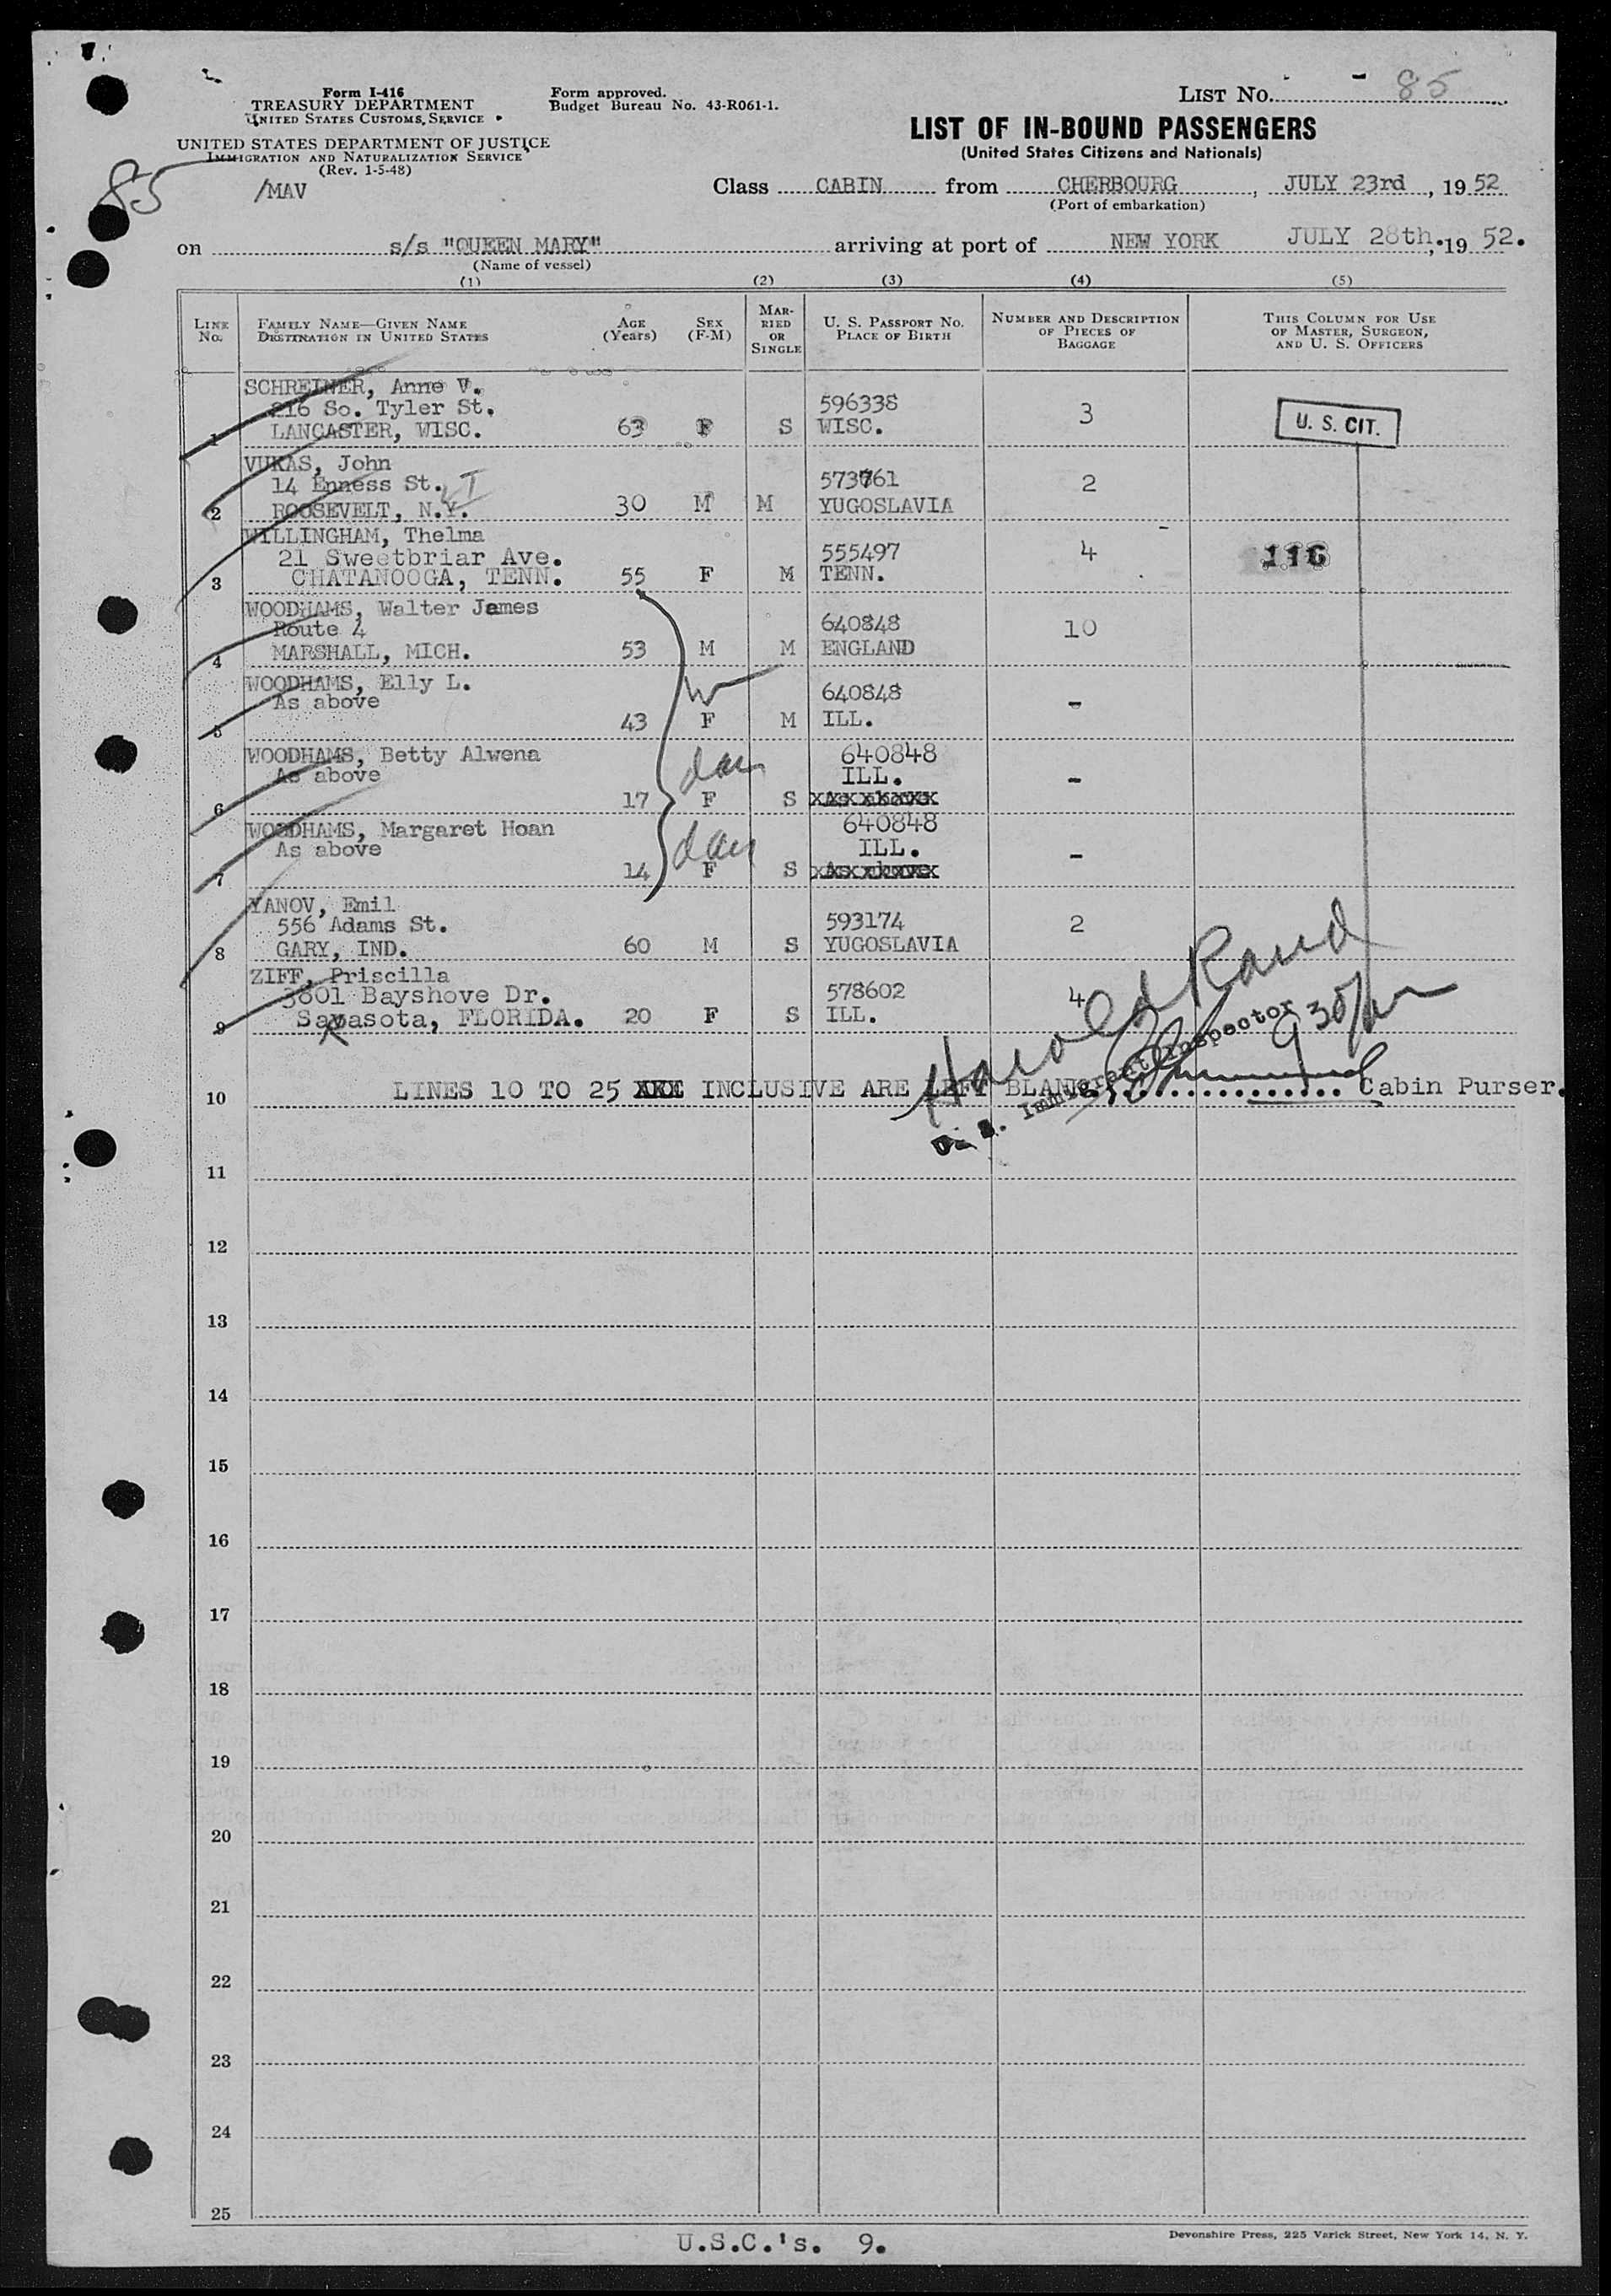 Form I-416
TREASURY DEPARTMENT
UNITED STATES CUSTOMS SERVICE
UNITED STATES DEPARTMENT OF JUSTICE
IMMIGRATION AND NATURALIZATION SERVICE
(Rev. 1-5-48)
85
/MAV
Form approved.
Budget Bureau No. 43-R061-1.
LIST NO. 85
LIST OF IN-BOUND PASSENGERS
(United States Citizens and Nationals)
Class CABIN from CHERBOURG, JULY 23rd, 1952
(Port of embarkation)
on s/s "QUEEN MARY" arriving at port of NEW YORK JULY 28th, 1952.
(Name of vessel)
(1) (2) (3) (4) (5)
LINE No. FAMILY NAME—GIVEN NAME DESTINATION IN UNITED STATES AGE (Years) SEX (F-M) MARRIED OR SINGLE U. S. PASSPORT NO. PLACE OF BIRTH NUMBER AND DESCRIPTION OF PIECES OF BAGGAGE THIS COLUMN FOR USE OF MASTER, SURGEON, AND U. S. OFFICERS
SCHREINER, Anne V.
216 So. Tyler St. 596338 3 U. S. CIT.
1 LANCASTER, WISC. 63 F S WISC.
VUKAS, John
14 Enness St. 573761 2
2 ROOSEVELT, N.Y. 30 M M YUGOSLAVIA
WILLINGHAM, Thelma
21 Sweetbriar Ave. 555497 4 116
3 CHATANOOGA, TENN. 55 F M TENN.
WOODHAMS, Walter James
Route 4 640848 10
4 MARSHALL, MICH. 53 M M ENGLAND
WOODHAMS, Elly L.
As above 640848 -
5 43 F M ILL.
WOODHAMS, Betty Alwena 640848
As above ILL. -
6 17 F S
dau
WOODHAMS, Margaret Hoan 640848
As above ILL. -
7 14 F S
dau
YANOV, Emil
556 Adams St. 593174 2
8 GARY, IND. 60 M S YUGOSLAVIA
ZIFF, Priscilla
3801 Bayshove Dr. 578602 4
9 Sarasota, FLORIDA. 20 F S ILL.
Harold Rand
U. S. Immigrant Inspector
10 LINES 10 TO 25 XXX INCLUSIVE ARE LEFT BLANK. Cabin Purser.
11
12
13
14
15
16
17
18
19
20
21
22
23
24
25
U.S.C.'s. 9.
Devonshire Press, 225 Varick Street, New York 14, N. Y.